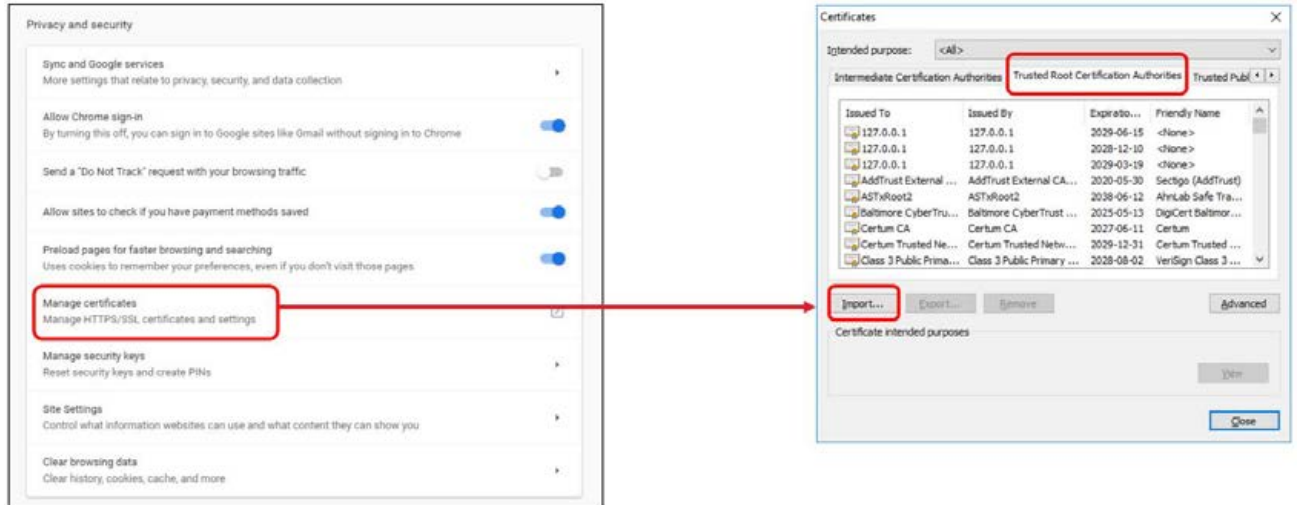 Privacy and security
Sync and Google services
More settings that relate to privacy, security, and data collection
Allow Chrome sign-in
By turning this off, you can sign in to Google sites like Gmail without signing in to Chrome
Send a "Do Not Track" request with your browsing traffic
Allow sites to check if you have payment methods saved
Preload pages for faster browsing and searching
Uses cookies to remember your preferences, even if you don't visit those pages
Manage certificates
Manage HTTPS/SSL certificates and settings
Manage security keys
Reset security keys and create PINs
Site Settings
Control what information websites can use and what content they can show you
Clear browsing data
Clear history, cookies, cache, and more
Certificates
Intended purpose: <All>
Intermediate Certification Authorities Trusted Root Certification Authorities Trusted Publ
Issued To Issued By Expiratio... Friendly Name
127.0.0.1 127.0.0.1 2029-06-15 <None>
127.0.0.1 127.0.0.1 2028-12-10 <None>
127.0.0.1 127.0.0.1 2029-03-19 <None>
AddTrust External ... AddTrust External CA... 2020-05-30 Sectigo (AddTrust)
ASTxRoot2 ASTxRoot2 2038-06-12 AhnLab Safe Tra...
Baltimore CyberTru... Baltimore CyberTrust ... 2025-05-13 DigiCert Baltimor...
Certum CA Certum CA 2027-06-11 Certum
Certum Trusted Ne... Certum Trusted Netw... 2029-12-31 Certum Trusted ...
Class 3 Public Prima... Class 3 Public Primary ... 2028-08-02 VeriSign Class 3 ...
Import... Export... Remove Advanced
Certificate intended purposes
View
Close